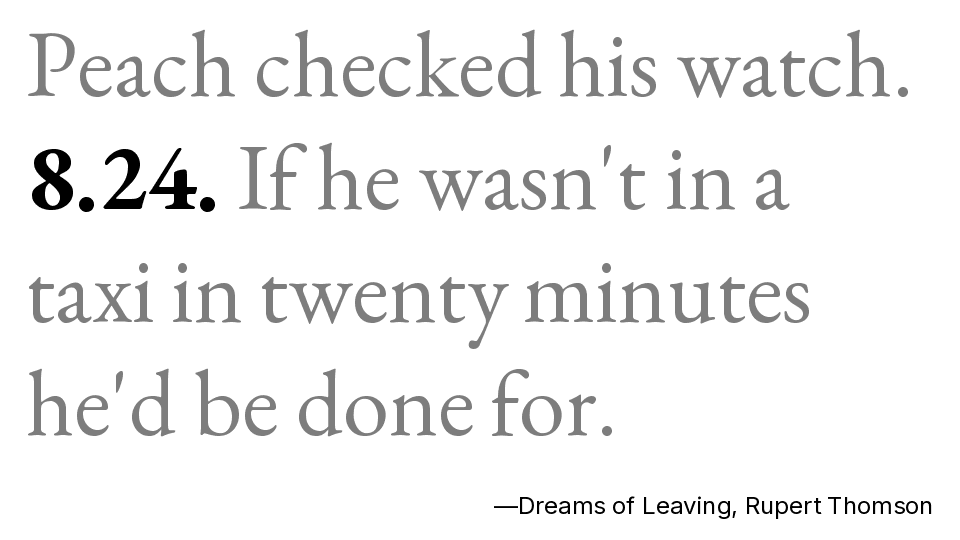 Peach checked his watch.
8.24. If he wasn't in a
taxi in twenty minutes
he'd be done for.
—Dreams of Leaving, Rupert Thomson